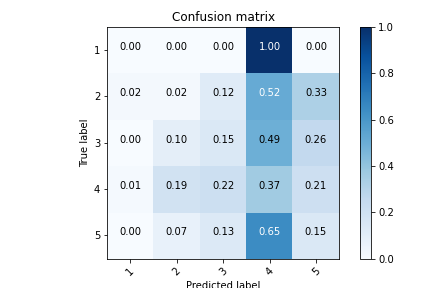 Confusion matrix
1 0.00 0.00 0.00 1.00 0.00
2 0.02 0.02 0.12 0.52 0.33
3 0.00 0.10 0.15 0.49 0.26
4 0.01 0.19 0.22 0.37 0.21
5 0.00 0.07 0.13 0.65 0.15
1 2 3 4 5
True label
Predicted label
1.0
0.8
0.6
0.4
0.2
0.0